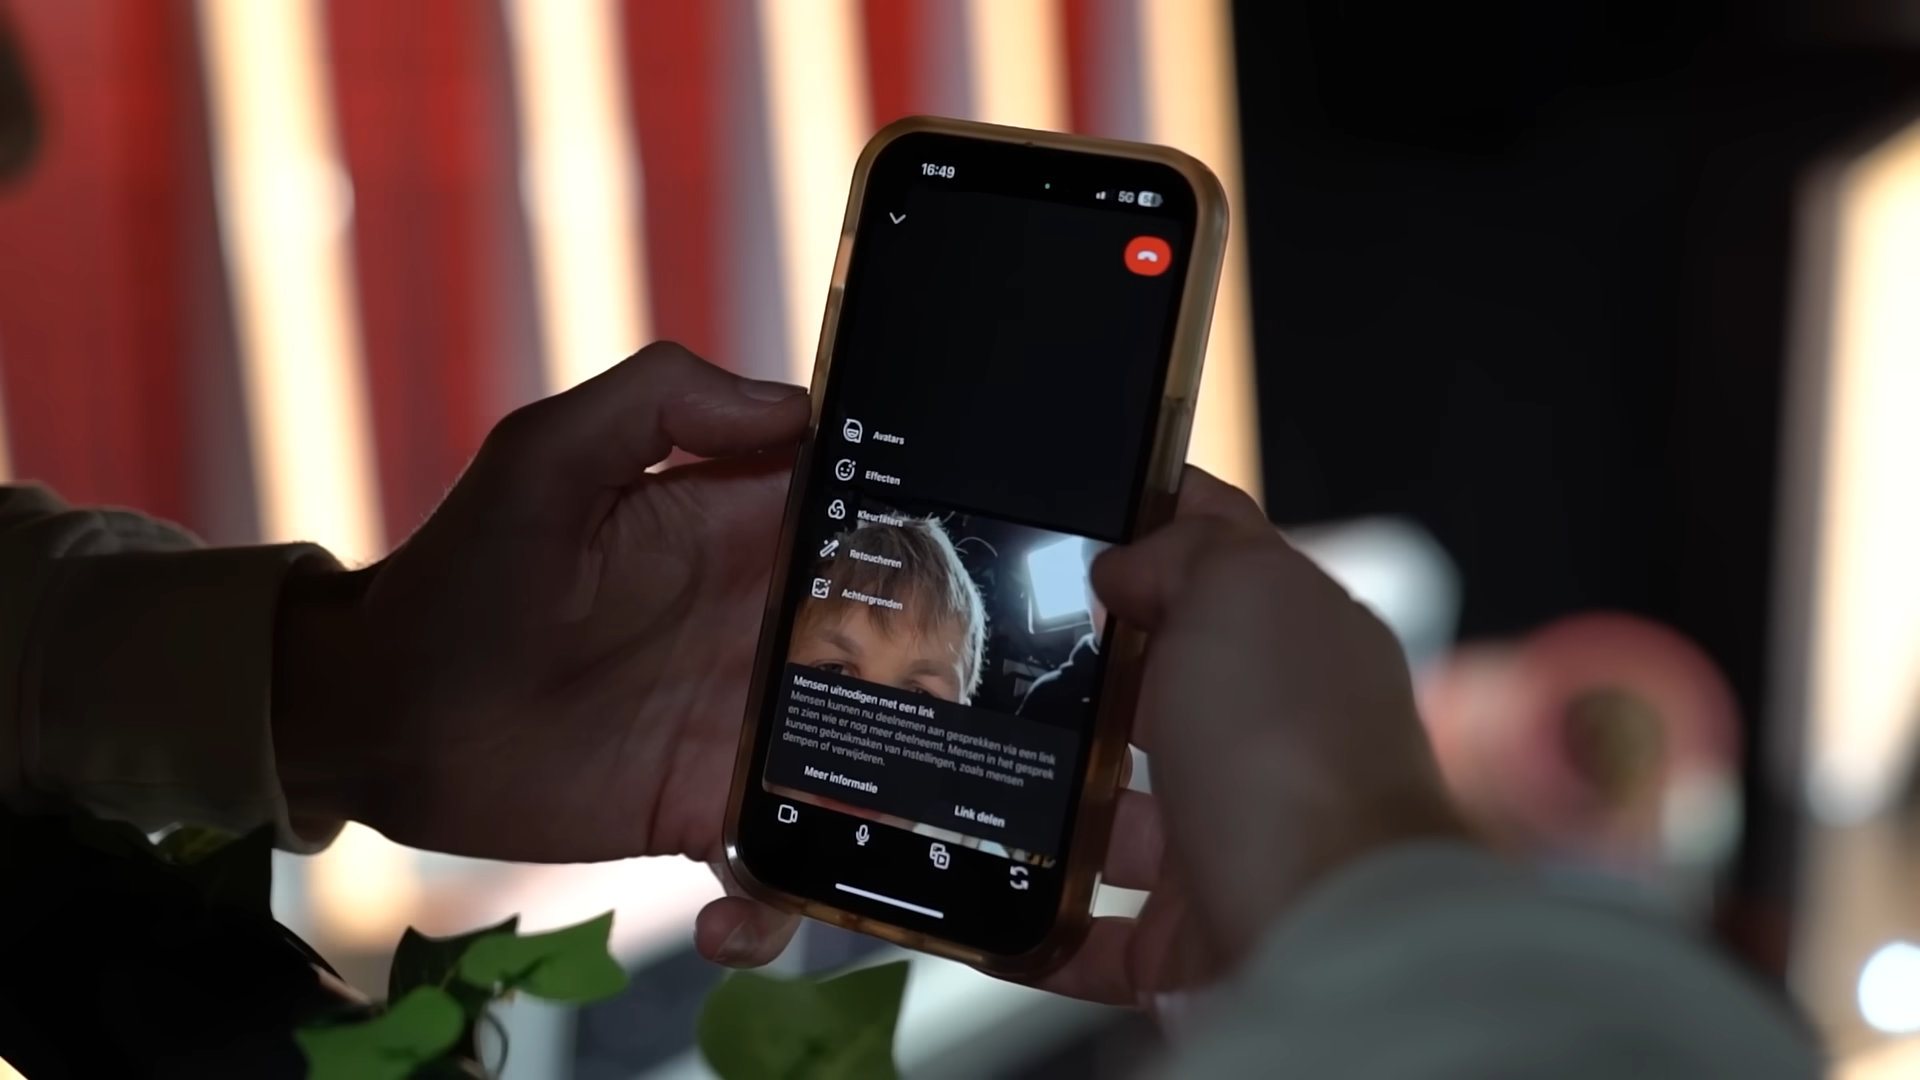 16:49
5G
Avatars
Effecten
Kleurfilters
Retoucheren
Achtergronden
Mensen uitnodigen met een link
Mensen kunnen nu deelnemen aan gesprekken via een link
en zien wie er nog meer deelneemt. Mensen in het gesprek
kunnen gebruikmaken van instellingen, zoals mensen
dempen of verwijderen.
Meer informatie
Link delen